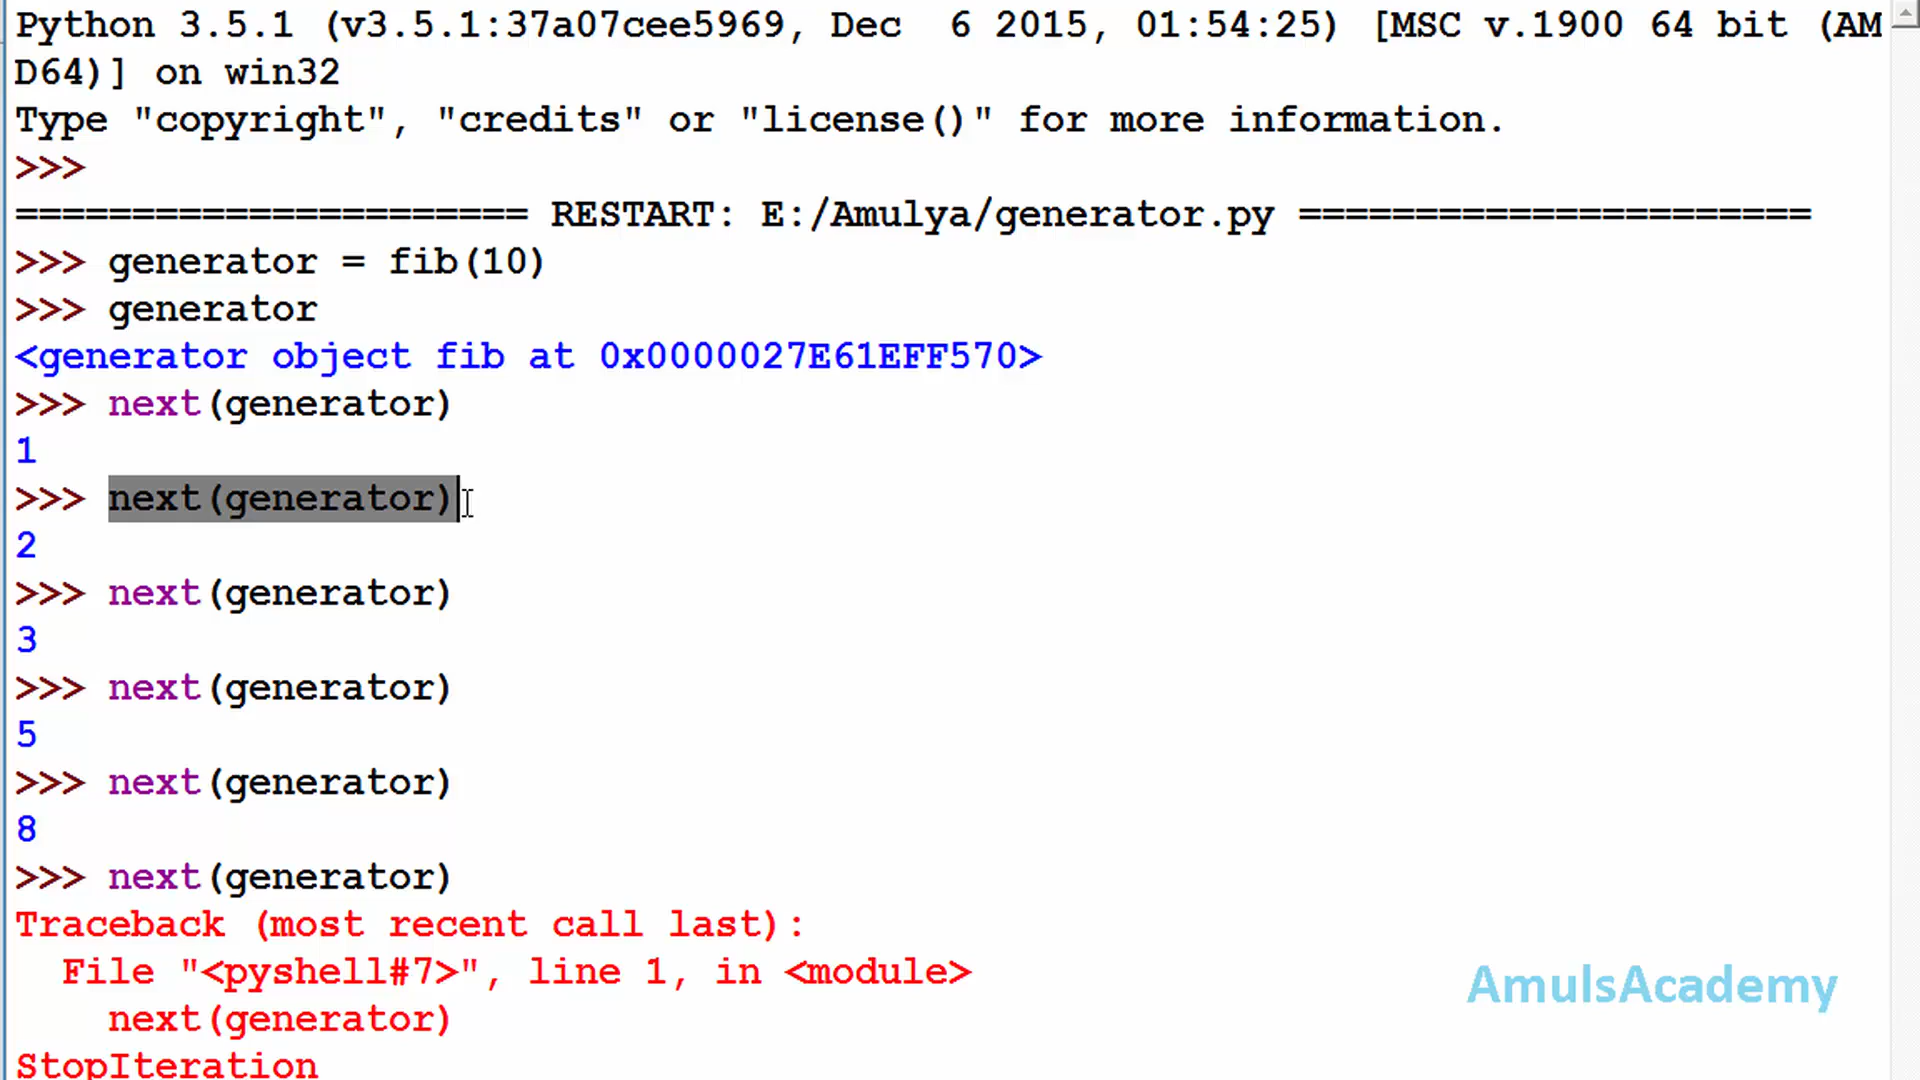 Python 3.5.1 (v3.5.1:37a07cee5969, Dec  6 2015, 01:54:25) [MSC v.1900 64 bit (AM
D64)] on win32
Type "copyright", "credits" or "license()" for more information.
>>>
====================== RESTART: E:/Amulya/generator.py ======================
>>> generator = fib(10)
>>> generator
<generator object fib at 0x0000027E61EFF570>
>>> next(generator)
1
>>> next(generator)
2
>>> next(generator)
3
>>> next(generator)
5
>>> next(generator)
8
>>> next(generator)
Traceback (most recent call last):
  File "<pyshell#7>", line 1, in <module>
    next(generator)
StopIteration
AmulsAcademy